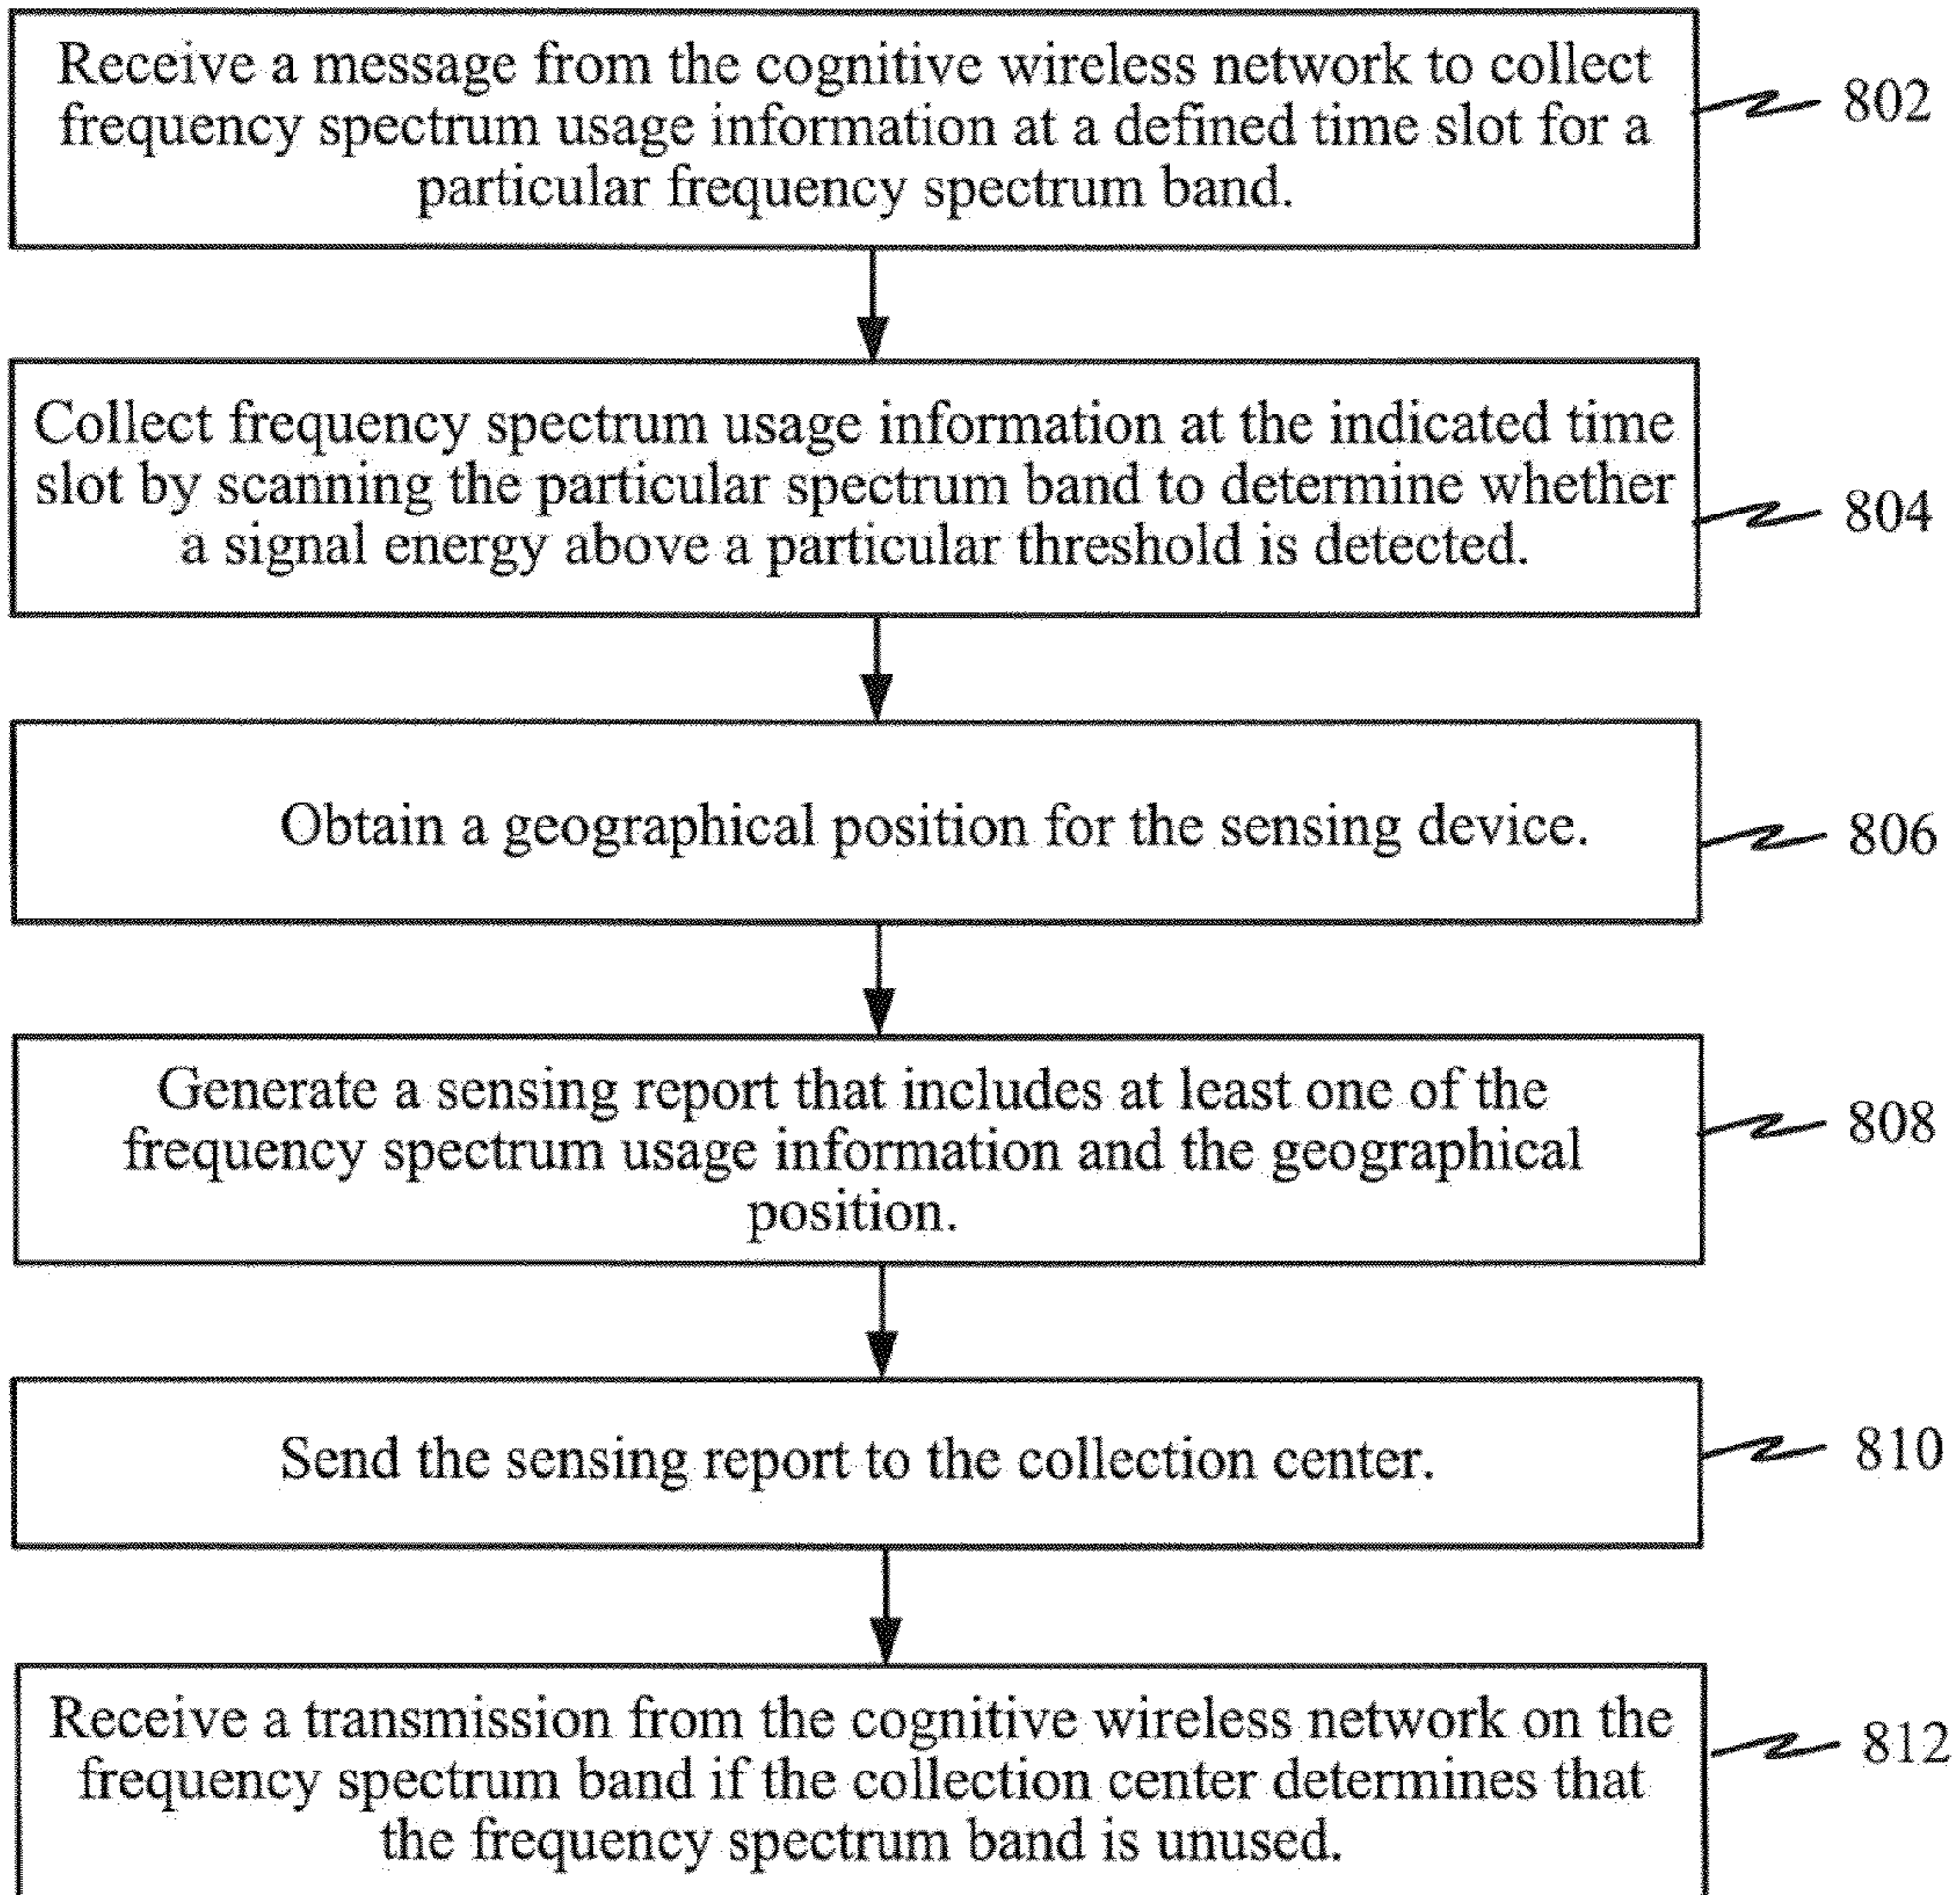 Receive a message from the cognitive wireless network to collect
frequency spectrum usage information at a defined time slot for a
particular frequency spectrum band.
802
Collect frequency spectrum usage information at the indicated time
slot by scanning the particular spectrum band to determine whether
a signal energy above a particular threshold is detected.
804
Obtain a geographical position for the sensing device.
806
Generate a sensing report that includes at least one of the
frequency spectrum usage information and the geographical
position.
808
Send the sensing report to the collection center.
810
Receive a transmission from the cognitive wireless network on the
frequency spectrum band if the collection center determines that
the frequency spectrum band is unused.
812